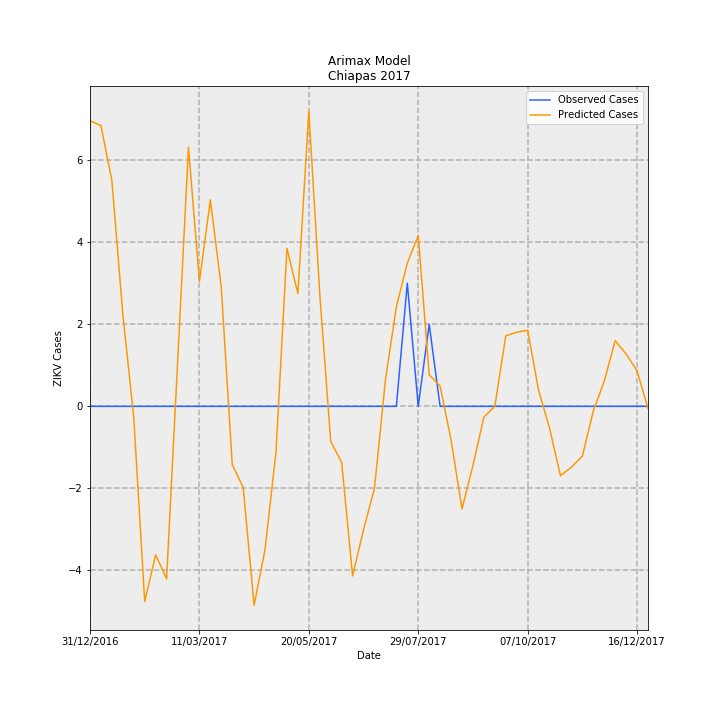 Arimax Model
Chiapas 2017
Observed Cases
Predicted Cases
ZIKV Cases
6
4
2
0
−2
−4
31/12/2016 11/03/2017 20/05/2017 29/07/2017 07/10/2017 16/12/2017
Date